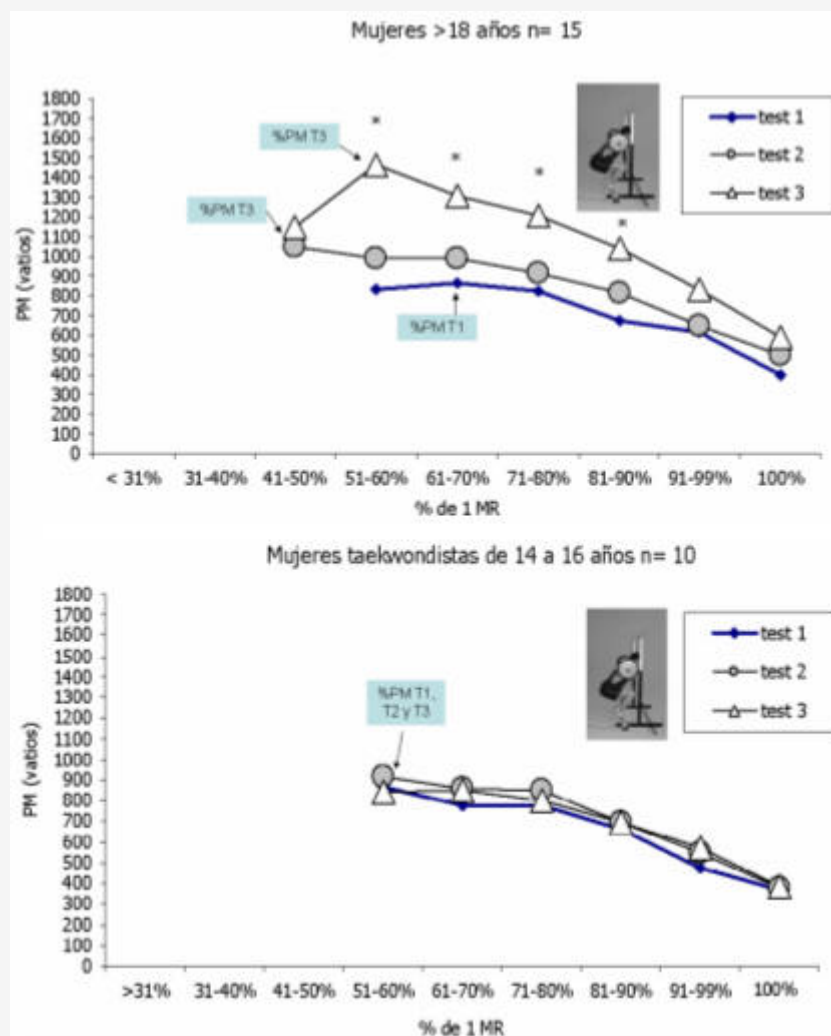 Mujeres >18 años n= 15
1800
1700
1600
1500
1400
1300
1200
1100
1000
900
800
700
600
500
400
300
200
100
0
PM (vatios)
%PM T3
%PM T3
%PM T1
*
*
*
*
test 1
test 2
test 3
< 31% 31-40% 41-50% 51-60% 61-70% 71-80% 81-90% 91-99% 100%
% de 1 MR
Mujeres taekwondistas de 14 a 16 años n= 10
1800
1700
1600
1500
1400
1300
1200
1100
1000
900
800
700
600
500
400
300
200
100
0
PM (vatios)
%PM T1,
T2 y T3
test 1
test 2
test 3
>31% 31-40% 41-50% 51-60% 61-70% 71-80% 81-90% 91-99% 100%
% de 1 MR